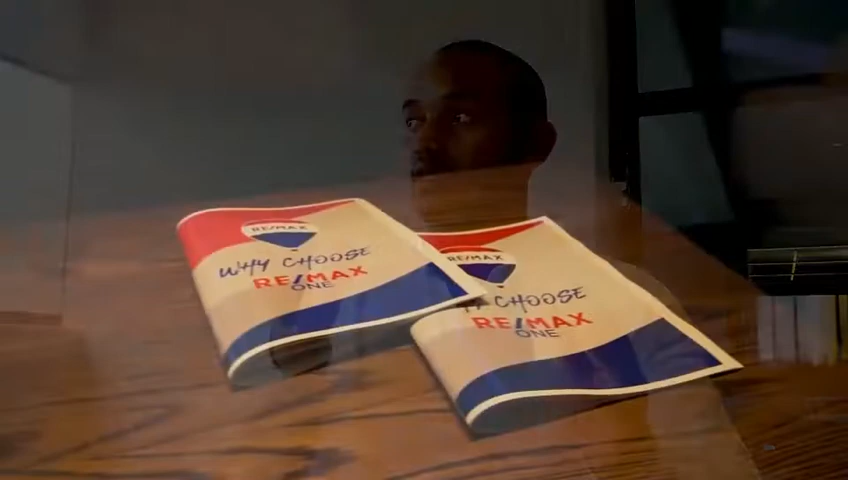 RE/MAX
WHY CHOOSE
RE/MAX
ONE
RE/MAX
CHOOSE
RE/MAX
ONE